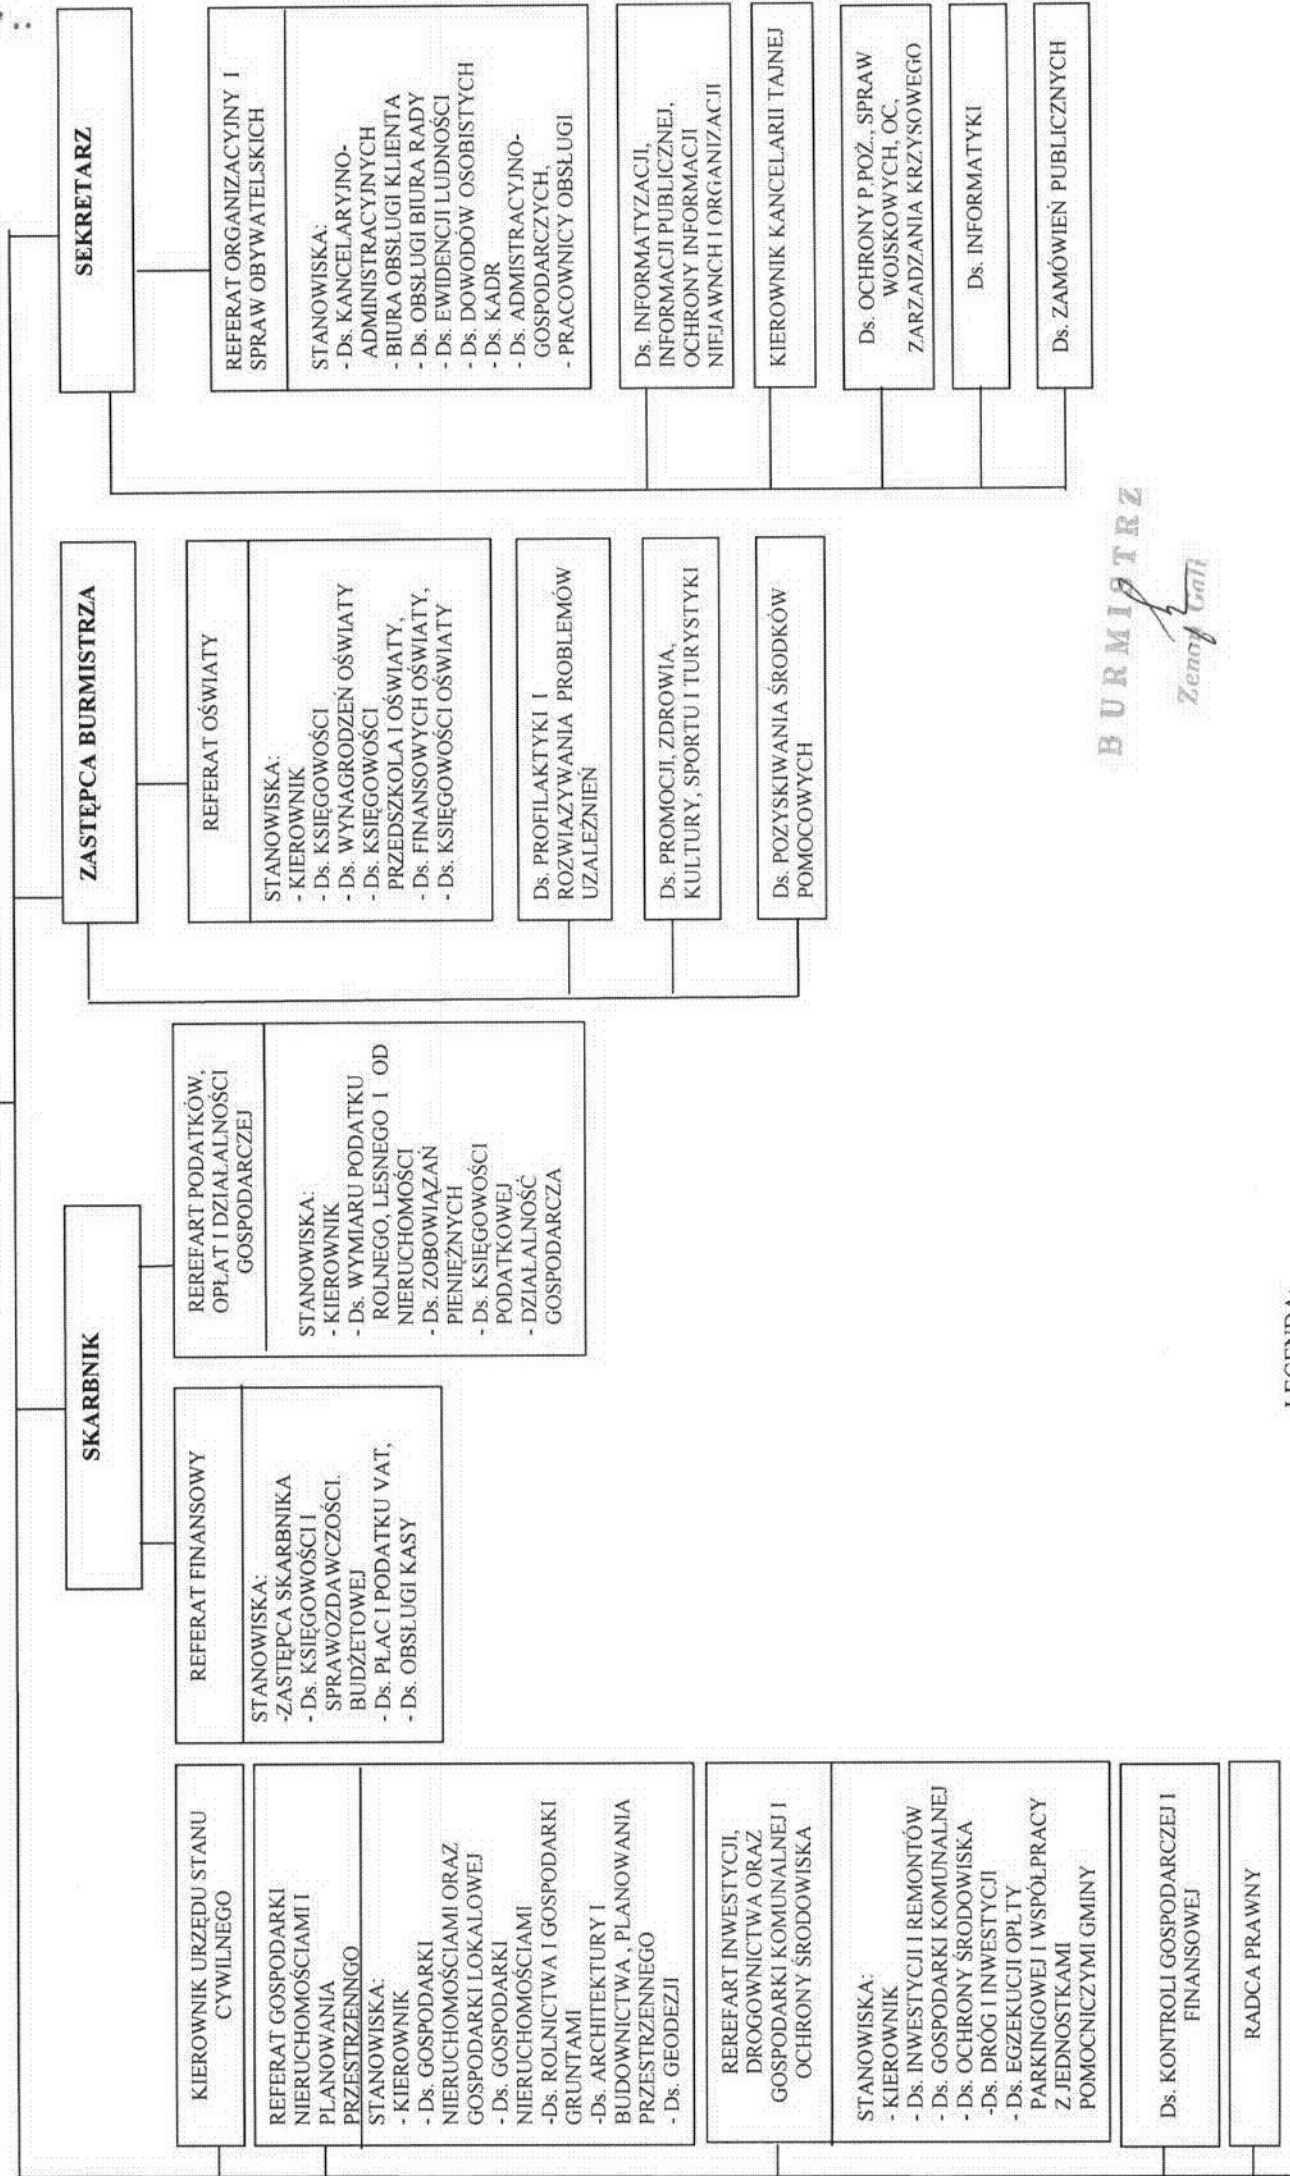 KIEROWNIK URZĘDU STANU
CYWILNEGO
REFERAT GOSPODARKI
NIERUCHOMOŚCIAMI I
PLANOWANIA
PRZESTRZENNGO
STANOWISKA:
- KIEROWNIK
- Ds. GOSPODARKI
NIERUCHOMOŚCIAMI ORAZ
GOSPODARKI LOKALOWEJ
- Ds. GOSPODARKI
NIERUCHOMOŚCIAMI
-Ds. ROLNICTWA I GOSPODARKI
GRUNTAMI
-Ds. ARCHITEKTURY I
BUDOWNICTWA , PLANOWANIA
PRZESTRZENNEGO
- Ds. GEODEZJI
REREFART INWESTYCJI,
DROGOWNICTWA ORAZ
GOSPODARKI KOMUNALNEJ I
OCHRONY ŚRODOWISKA
STANOWISKA:
- KIEROWNIK
- Ds. INWESTYCJI I REMONTÓW
- Ds. GOSPODARKI KOMUNALNEJ
- Ds. OCHRONY ŚRODOWISKA
-Ds. DRÓG I INWESTYCJI
- Ds. EGZEKUCJI OPŁTY
PARKINGOWEJ I WSPÓŁPRACY
Z JEDNOSTKAMI
POMOCNICZYMI GMINY
Ds. KONTROLI GOSPODARCZEJ I
FINANSOWEJ
RADCA PRAWNY
SKARBNIK
REFERAT FINANSOWY
STANOWISKA:
-ZASTĘPCA SKARBNIKA
- Ds. KSIĘGOWOŚCI I
SPRAWOZDAWCZOŚCI.
BUDŻETOWEJ
- Ds. PŁAC I PODATKU VAT,
- Ds. OBSŁUGI KASY
REREFART PODATKÓW,
OPŁAT I DZIAŁALNOŚCI
GOSPODARCZEJ
STANOWISKA:
- KIEROWNIK
- Ds. WYMIARU PODATKU
ROLNEGO, LESNEGO I OD
NIERUCHOMOŚCI
- Ds. ZOBOWIĄZAŃ
PIENIĘŻNYCH
- Ds. KSIĘGOWOŚCI
PODATKOWEJ
- DZIAŁALNOŚĆ
GOSPODARCZA
ZASTĘPCA BURMISTRZA
REFERAT OŚWIATY
STANOWISKA:
- KIEROWNIK
- Ds. KSIĘGOWOŚCI
- Ds. WYNAGRODZEŃ OŚWIATY
- Ds. KSIĘGOWOŚCI
PRZEDSZKOLA I OŚWIATY,
- Ds. FINANSOWYCH OŚWIATY,
- Ds. KSIĘGOWOŚCI OŚWIATY
Ds. PROFILAKTYKI I
ROZWIAZYWANIA PROBLEMÓW
UZALEŻNIEŃ
Ds. PROMOCJI, ZDROWIA,
KULTURY, SPORTU I TURYSTYKI
Ds. POZYSKIWANIA ŚRODKÓW
POMOCOWYCH
SEKRETARZ
REFERAT ORGANIZACYJNY I
SPRAW OBYWATELSKICH
STANOWISKA:
- Ds. KANCELARYJNO-
ADMINISTRACYJNYCH
- BIURA OBSŁUGI KLIENTA
- Ds. OBSŁUGI BIURA RADY
- Ds. EWIDENCJI LUDNOŚCI
- Ds. DOWODÓW OSOBISTYCH
- Ds. KADR
- Ds. ADMISTRACYJNO-
GOSPODARCZYCH,
- PRACOWNICY OBSŁUGI
Ds. INFORMATYZACJI,
INFORMACJI PUBLICZNEJ,
OCHRONY INFORMACJI
NIEJAWNCH I ORGANIZACJI
KIEROWNIK KANCELARII TAJNEJ
Ds. OCHRONY P.POŻ., SPRAW
WOJSKOWYCH, OC,
ZARZADZANIA KRZYSOWEGO
Ds. INFORMATYKI
Ds. ZAMÓWIEŃ PUBLICZNYCH
BURMISTRZ
Zenon
LEGENDA: